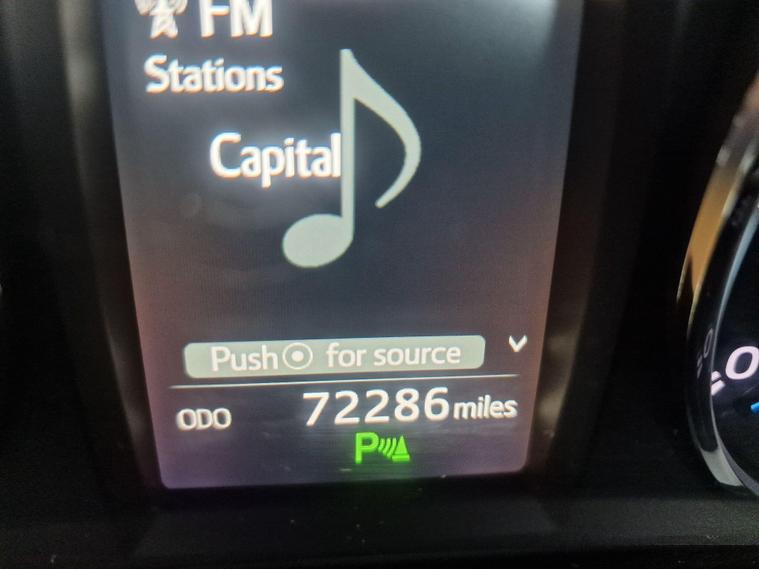 FM
Stations
Capital
Push for source
ODO 72286 miles
P